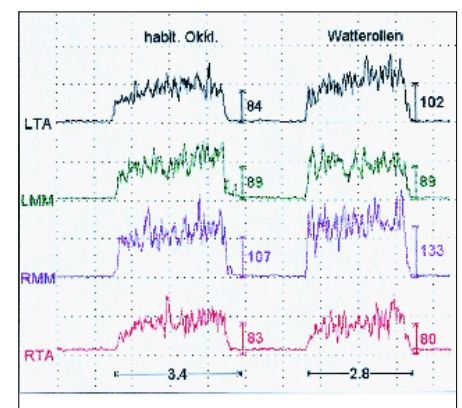 habit. Okkl. Watterollen
LTA 84 102
LMM 89 89
RMM 107 133
RTA 83 80
3.4 2.8